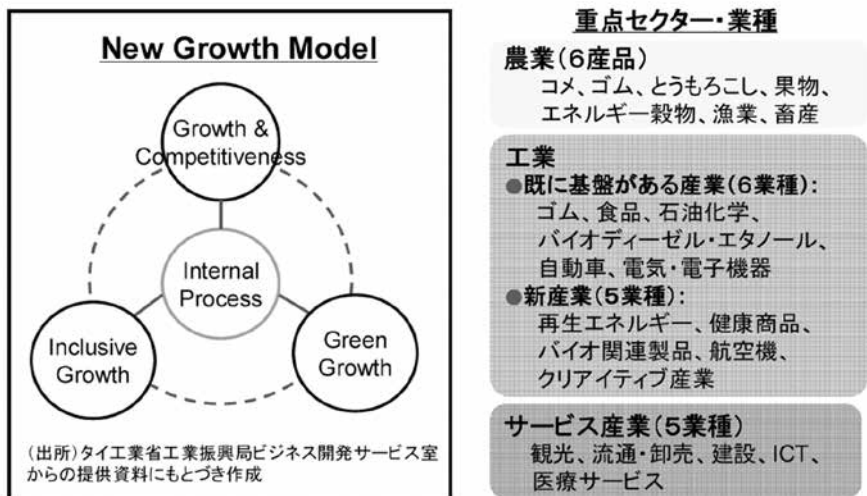 New Growth Model
Growth &
Competitiveness
Internal
Process
Inclusive
Growth
Green
Growth
(出所)タイ工業省工業振興局ビジネス開発サービス室
からの提供資料にもとづき作成
重点セクター・業種
農業(6産品)
コメ、ゴム、とうもろこし、果物、
エネルギー穀物、漁業、畜産
工業
●既に基盤がある産業(6業種):
ゴム、食品、石油化学、
バイオディーゼル・エタノール、
自動車、電気・電子機器
●新産業(5業種):
再生エネルギー、健康商品、
バイオ関連製品、航空機、
クリアイティブ産業
サービス産業(5業種)
観光、流通・卸売、建設、ICT、
医療サービス